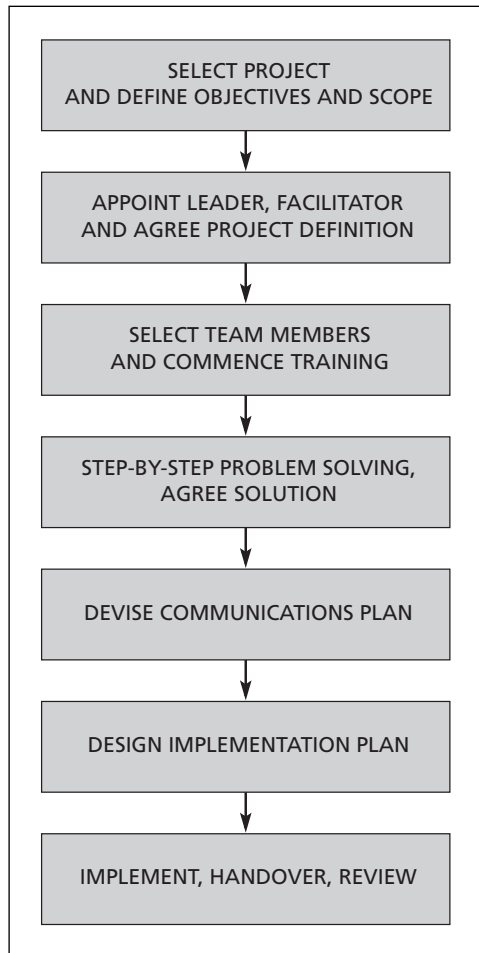 SELECT PROJECT
AND DEFINE OBJECTIVES AND SCOPE
APPOINT LEADER, FACILITATOR
AND AGREE PROJECT DEFINITION
SELECT TEAM MEMBERS
AND COMMENCE TRAINING
STEP-BY-STEP PROBLEM SOLVING,
AGREE SOLUTION
DEVISE COMMUNICATIONS PLAN
DESIGN IMPLEMENTATION PLAN
IMPLEMENT, HANDOVER, REVIEW